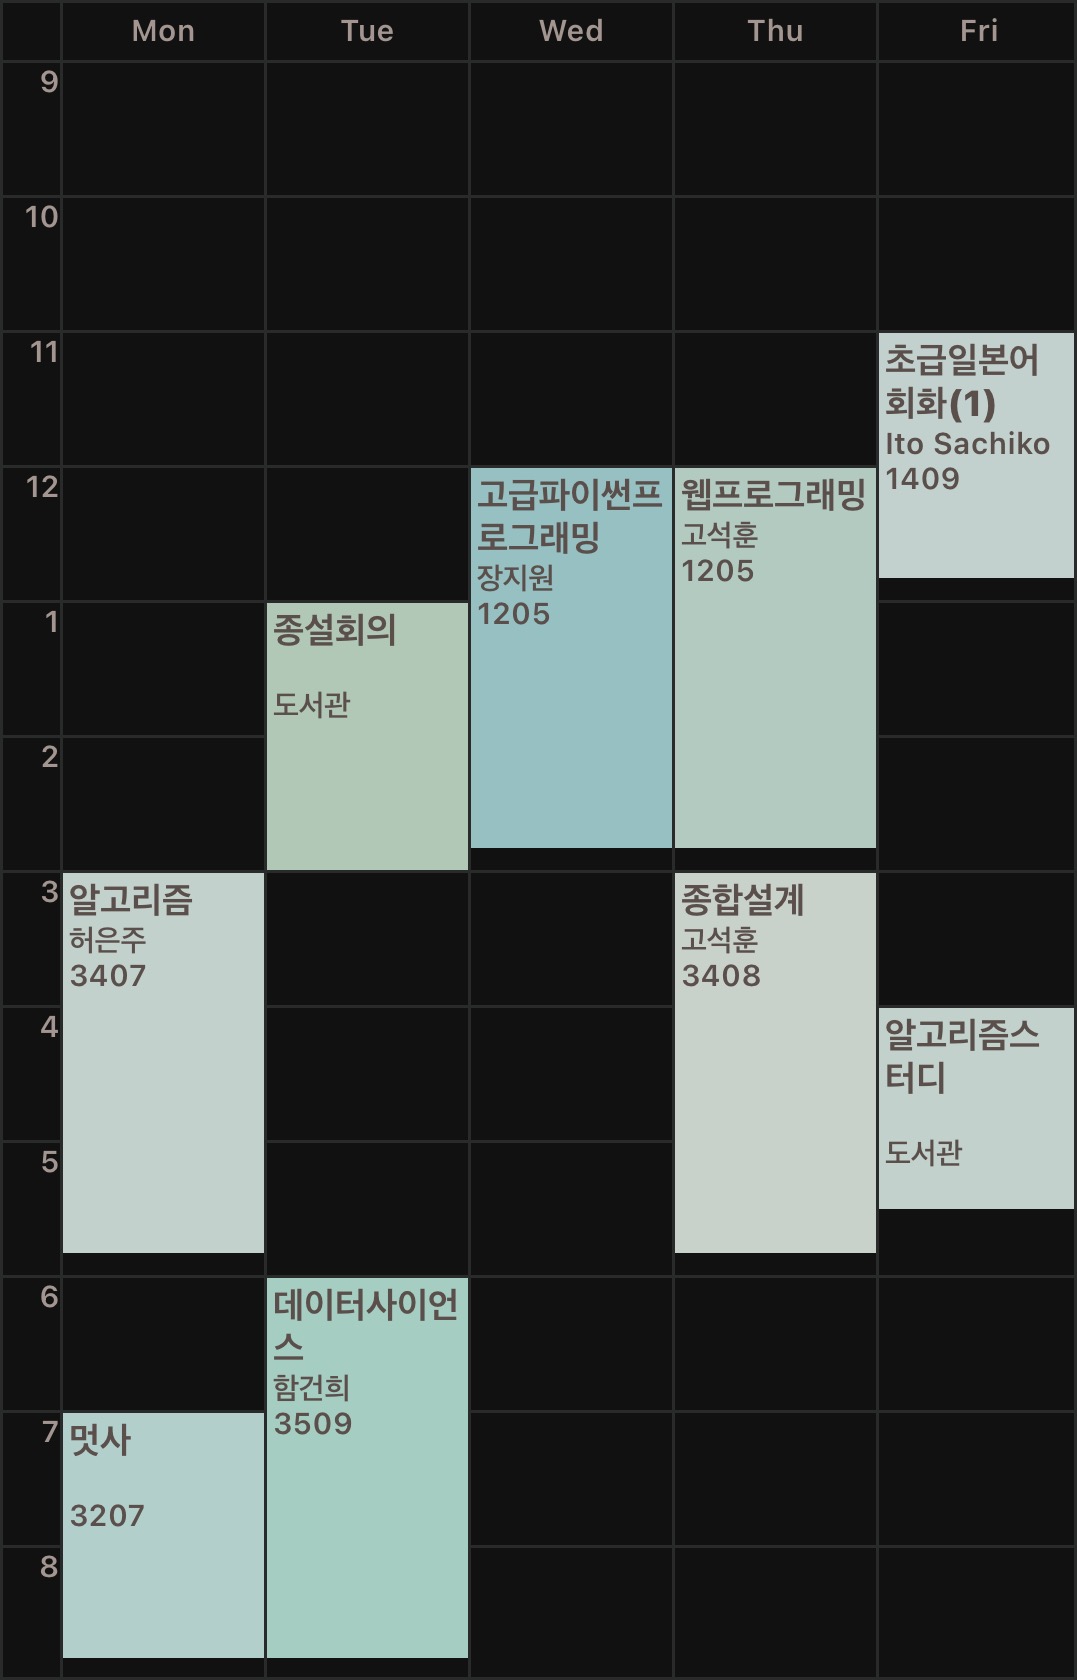 Mon Tue Wed Thu Fri
9
10
11
초급일본어
회화(1)
Ito Sachiko
1409
12
고급파이썬프
로그래밍
장지원
1205
웹프로그래밍
고석훈
1205
1
종설회의
도서관
2
3
알고리즘
허은주
3407
종합설계
고석훈
3408
4
알고리즘스
터디
도서관
5
6
데이터사이언
스
함건희
3509
7
멋사
3207
8